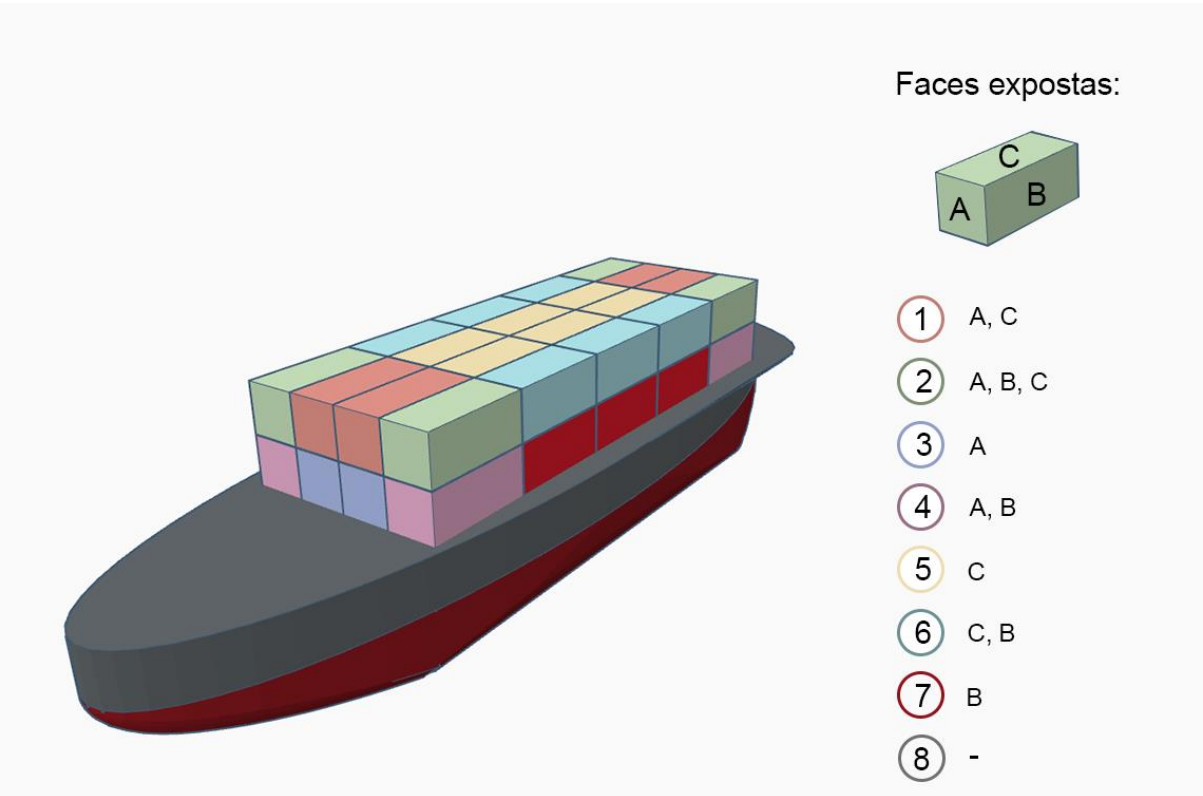 Faces expostas:
C
A B
1 A, C
2 A, B, C
3 A
4 A, B
5 C
6 C, B
7 B
8 -